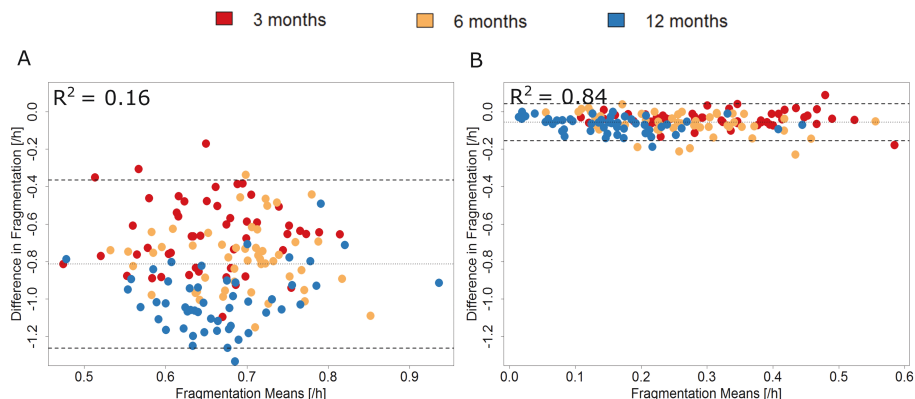 3 months 6 months 12 months
A
B
R² = 0.16
R² = 0.84
Difference in Fragmentation [/h]
0.0
-0.2
-0.4
-0.6
-0.8
-1.0
-1.2
0.5 0.6 0.7 0.8 0.9
Fragmentation Means [/h]
Difference in Fragmentation [/h]
0.0
-0.2
-0.4
-0.6
-0.8
-1.0
-1.2
0.0 0.1 0.2 0.3 0.4 0.5 0.6
Fragmentation Means [/h]